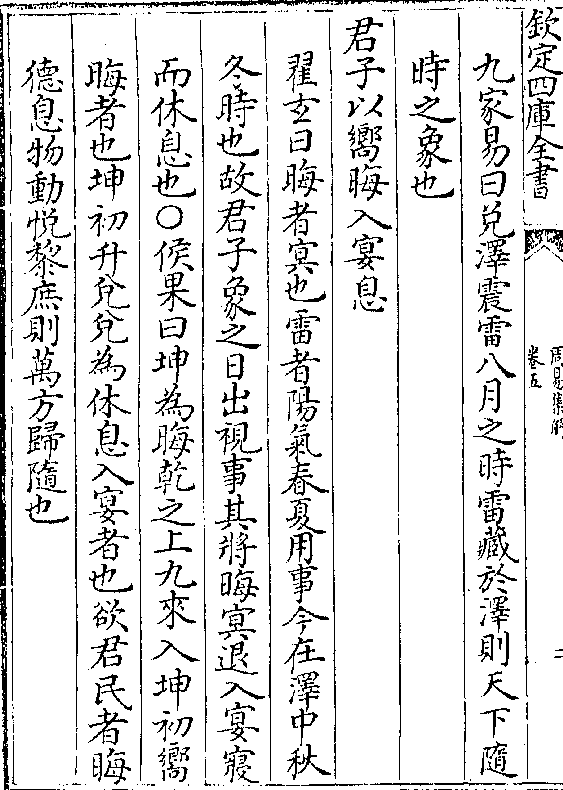 欽定四庫全書
周易集解
卷五
二
九家易曰兌澤震雷八月之時雷藏於澤則天下隨
時之象也
君子以嚮晦入宴息
翟玄曰晦者冥也雷者陽氣春夏用事今在澤中秋
冬時也故君子象之日出視事其將晦冥退入宴寢
而休息也○侯果曰坤為晦乾之上九來入坤初嚮
晦者也坤初升兌兌為休息入宴者也欲君民者晦
德息物動悅黎庶則萬方歸隨也